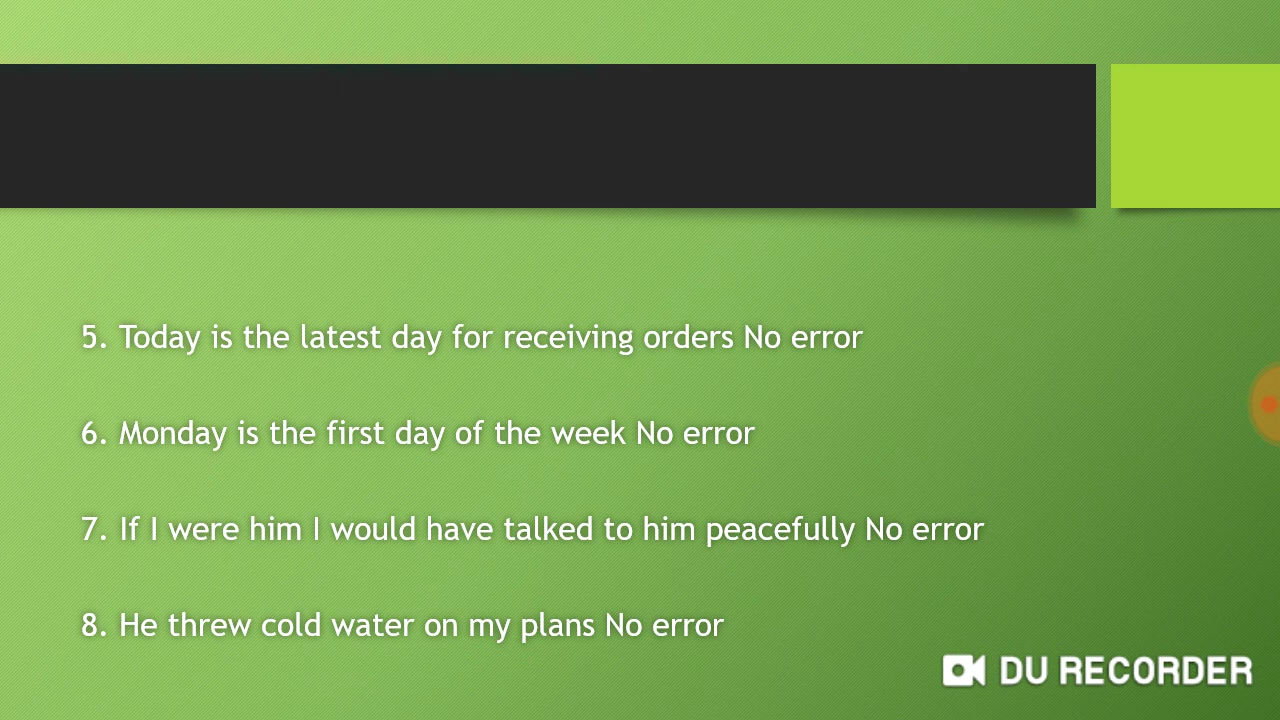 5. Today is the latest day for receiving orders No error
6. Monday is the first day of the week No error
7. If I were him I would have talked to him peacefully No error
8. He threw cold water on my plans No error
DU RECORDER